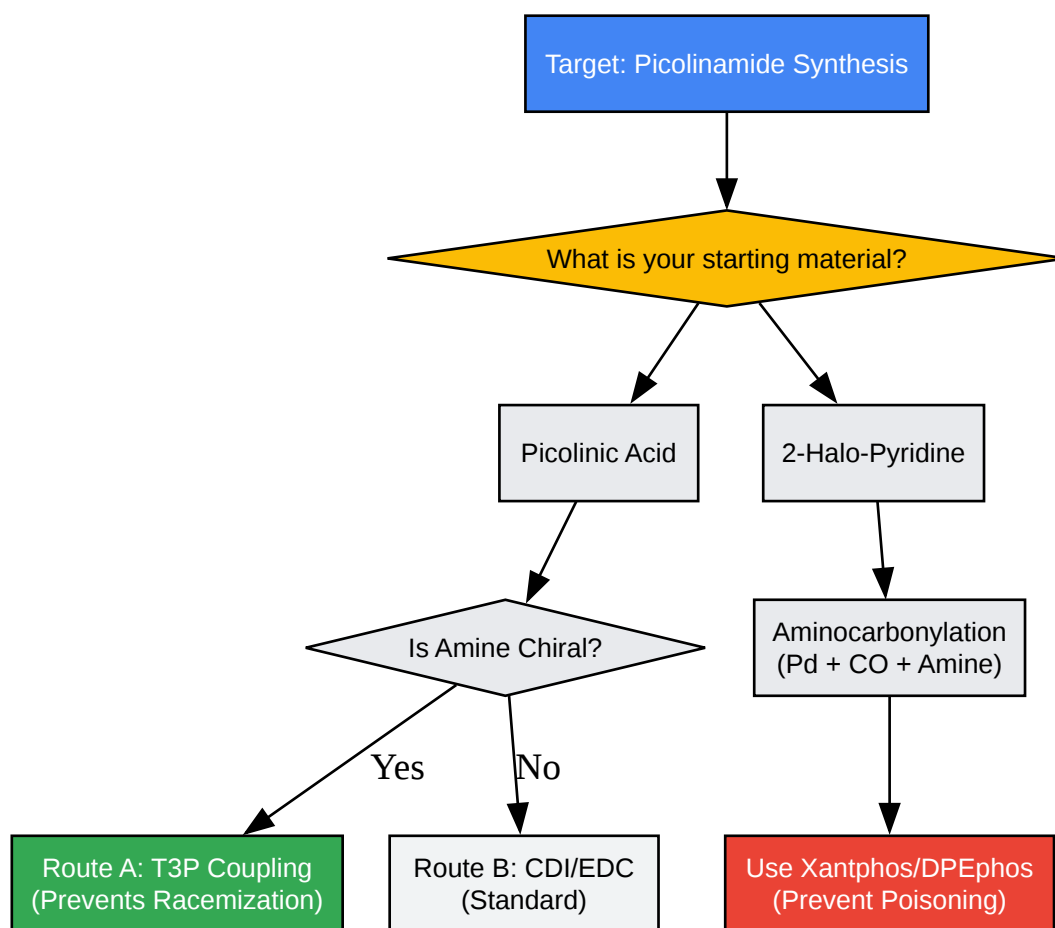 Target: Picolinamide Synthesis
What is your starting material?
Picolinic Acid
2-Halo-Pyridine
Is Amine Chiral?
Aminocarbonylation
(Pd + CO + Amine)
Yes
No
Route A: T3P Coupling
(Prevents Racemization)
Route B: CDI/EDC
(Standard)
Use Xantphos/DPEphos
(Prevent Poisoning)